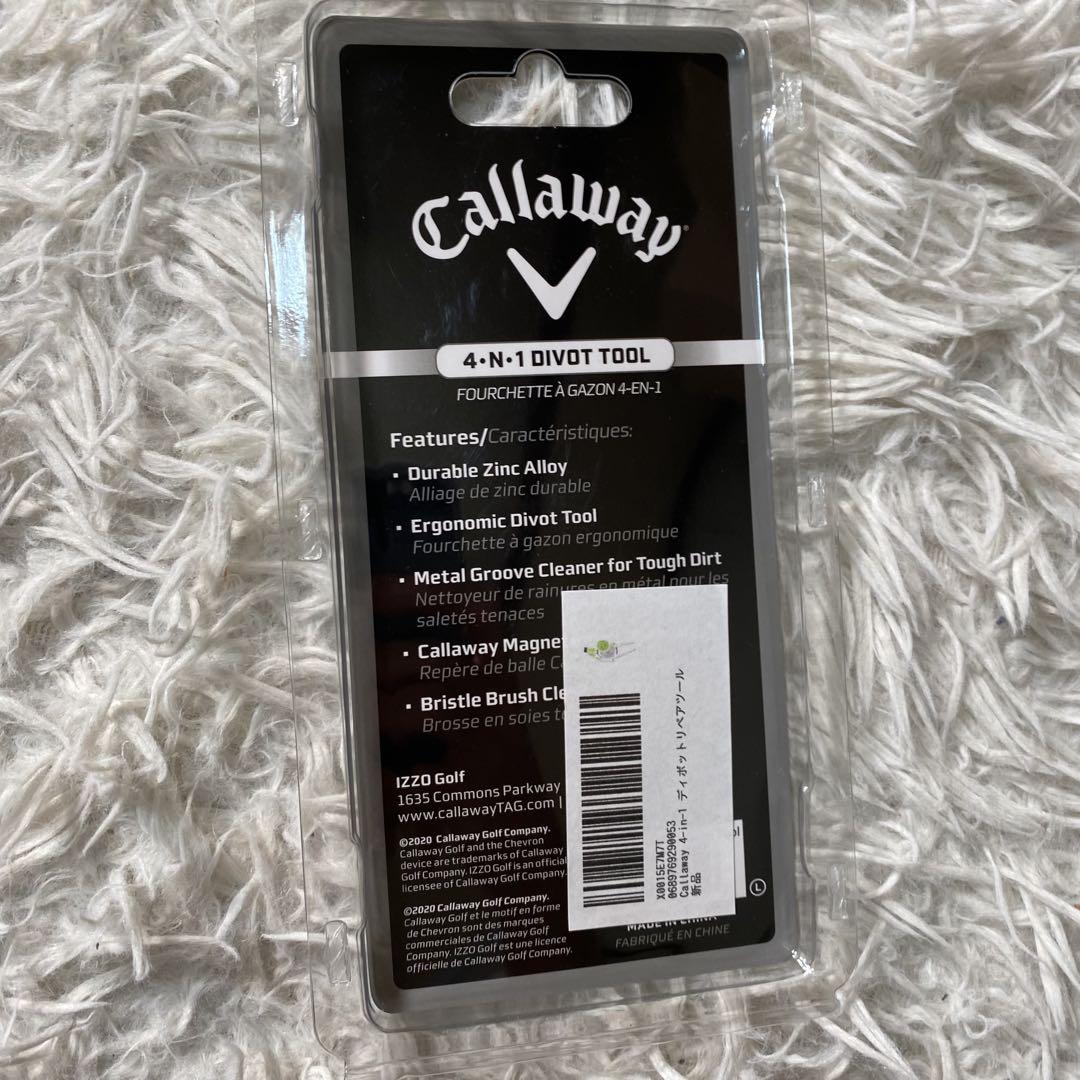 Callaway
4•N•1 DIVOT TOOL
FOURCHETTE À GAZON 4-EN-1
Features/Caractéristiques:
• Durable Zinc Alloy
Alliage de zinc durable
• Ergonomic Divot Tool
Fourchette à gazon ergonomique
• Metal Groove Cleaner for Tough Dirt
Nettoyeur de rainures en métal pour les
saletés tenaces
• Callaway
Repère de balle
• Bristle Brush
Brosse en soies
IZZO Golf
1635 Commons Parkway
www.callawayTAG.com |
©2020 Callaway Golf Company.
Callaway Golf and the Chevron
device are trademarks of Callaway
Golf Company. IZZO Golf is an official
licensee of Callaway Golf Company.
©2020 Callaway Golf Company.
Callaway Golf et le motif en forme
de Chevron sont des marques
commerciales de Callaway Golf
Company. IZZO Golf est une licence
officielle de Callaway Golf Company.
X0015E7M7T
0689769290053
Callaway 4-in-1 ディボットリペアツール
新品
MADE IN CHINA
FABRIQUÉ EN CHINE
L